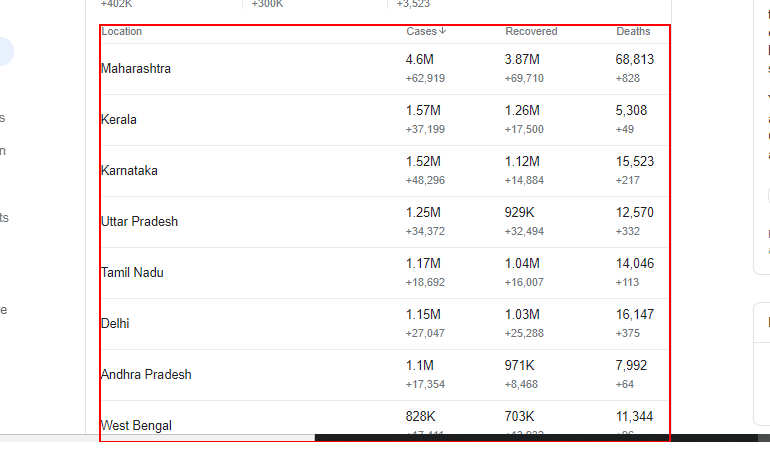 +402K +300K +3,523
Location Cases↓ Recovered Deaths
Maharashtra 4.6M 3.87M 68,813
+62,919 +69,710 +828
Kerala 1.57M 1.26M 5,308
+37,199 +17,500 +49
Karnataka 1.52M 1.12M 15,523
+48,296 +14,884 +217
Uttar Pradesh 1.25M 929K 12,570
+34,372 +32,494 +332
Tamil Nadu 1.17M 1.04M 14,046
+18,692 +16,007 +113
Delhi 1.15M 1.03M 16,147
+27,047 +25,288 +375
Andhra Pradesh 1.1M 971K 7,992
+17,354 +8,468 +64
West Bengal 828K 703K 11,344